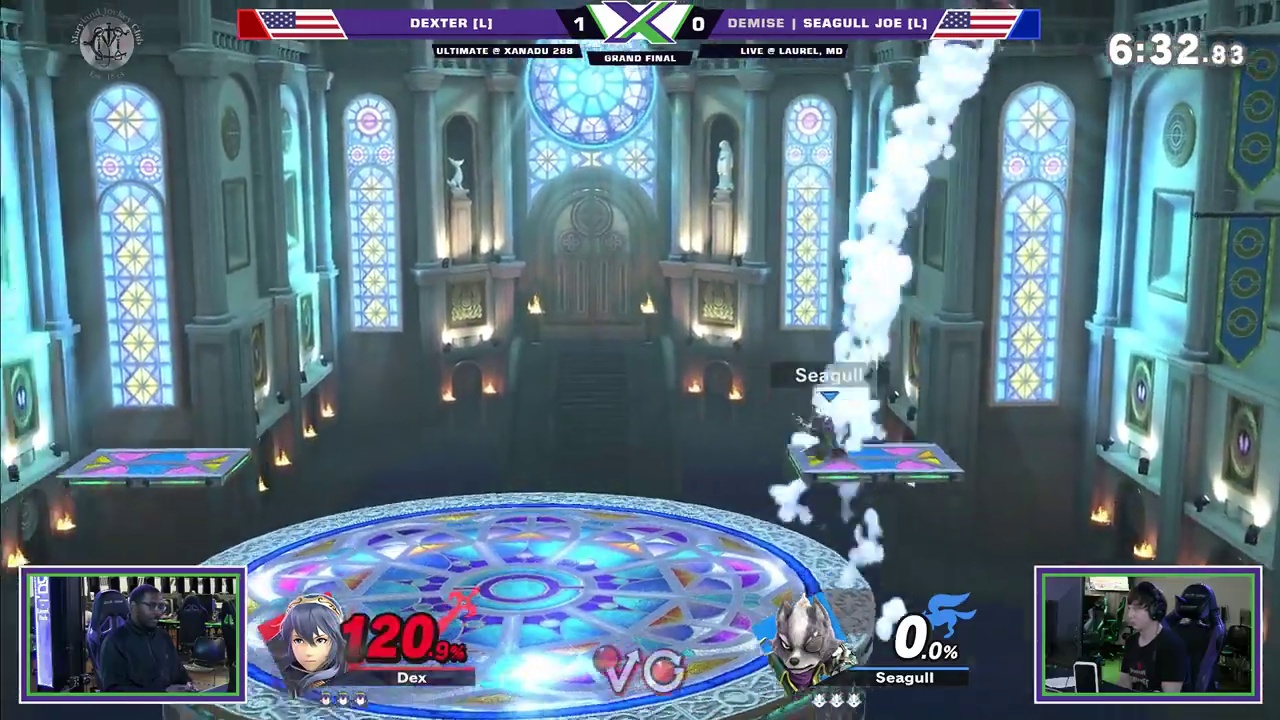 DEXTER [L]
1
0
DEMISE | SEAGULL JOE [L]
ULTIMATE @ XANADU 288
LIVE @ LAUREL, MD
GRAND FINAL
6:32.83
Seagull
120.9%
Dex
0.0%
Seagull